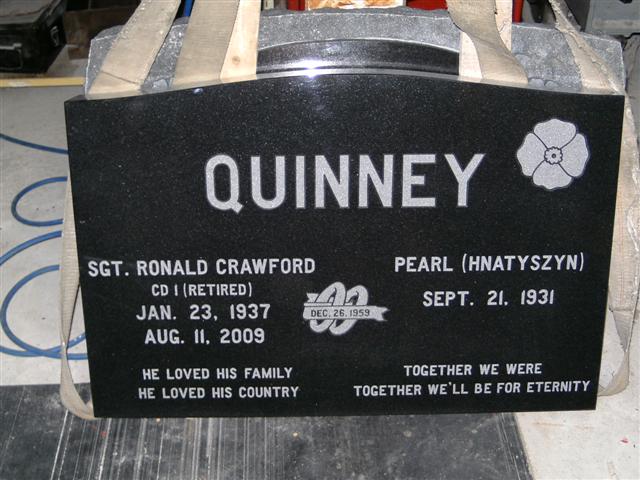 QUINNEY
SGT. RONALD CRAWFORD
CD 1 (RETIRED)
JAN. 23, 1937
AUG. 11, 2009
HE LOVED HIS FAMILY
HE LOVED HIS COUNTRY
DEC. 26, 1959
PEARL (HNATYSZYN)
SEPT. 21, 1931
TOGETHER WE WERE
TOGETHER WE'LL BE FOR ETERNITY